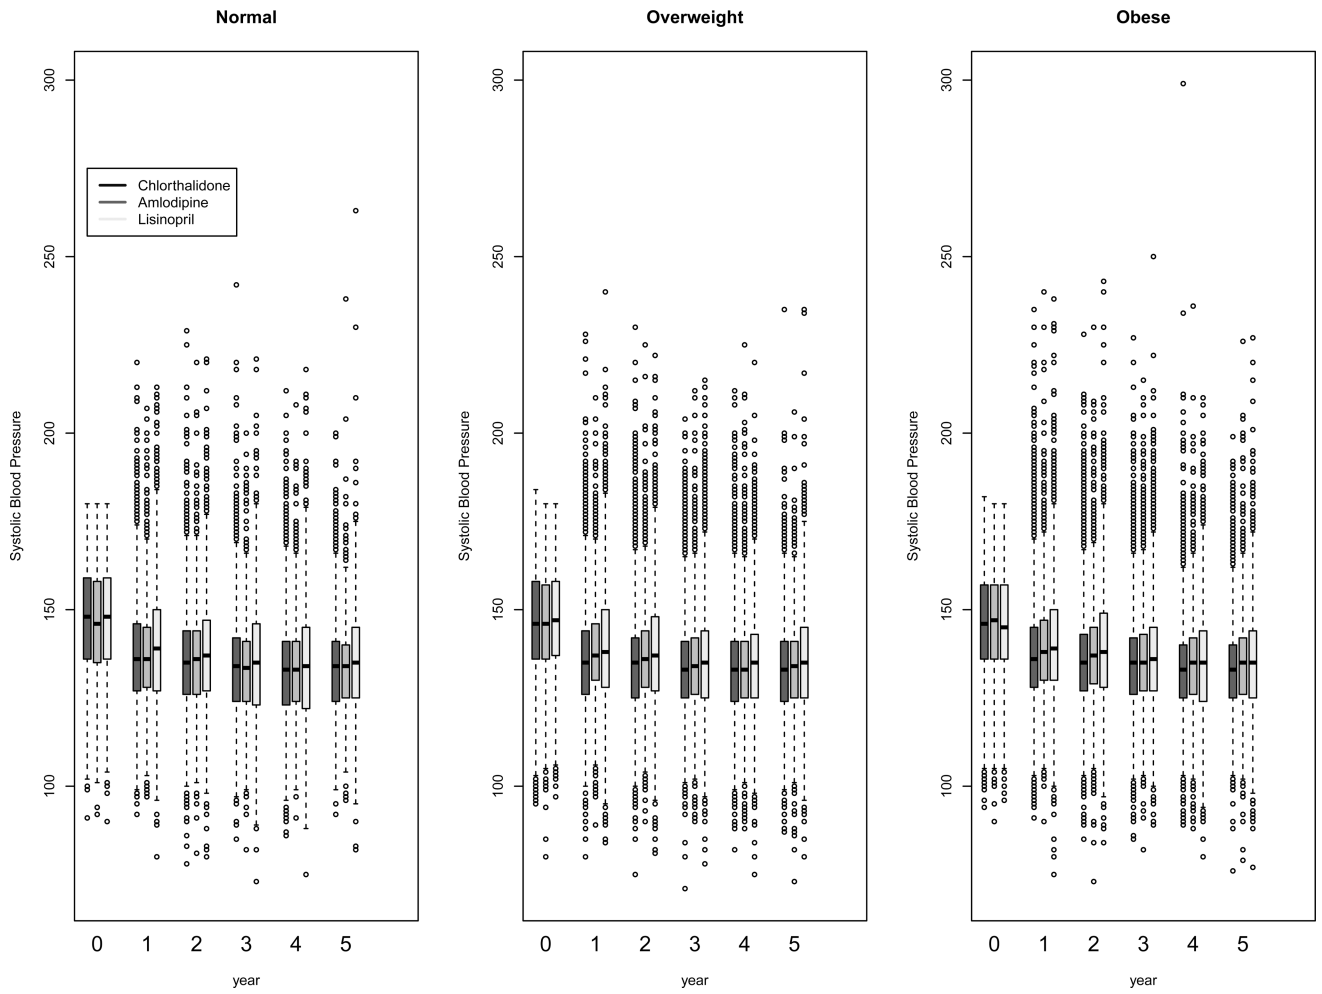 Normal
Overweight
Obese
Systolic Blood Pressure
300
250
200
150
100
Chlorthalidone
Amlodipine
Lisinopril
0 1 2 3 4 5
year
Systolic Blood Pressure
300
250
200
150
100
0 1 2 3 4 5
year
Systolic Blood Pressure
300
250
200
150
100
0 1 2 3 4 5
year